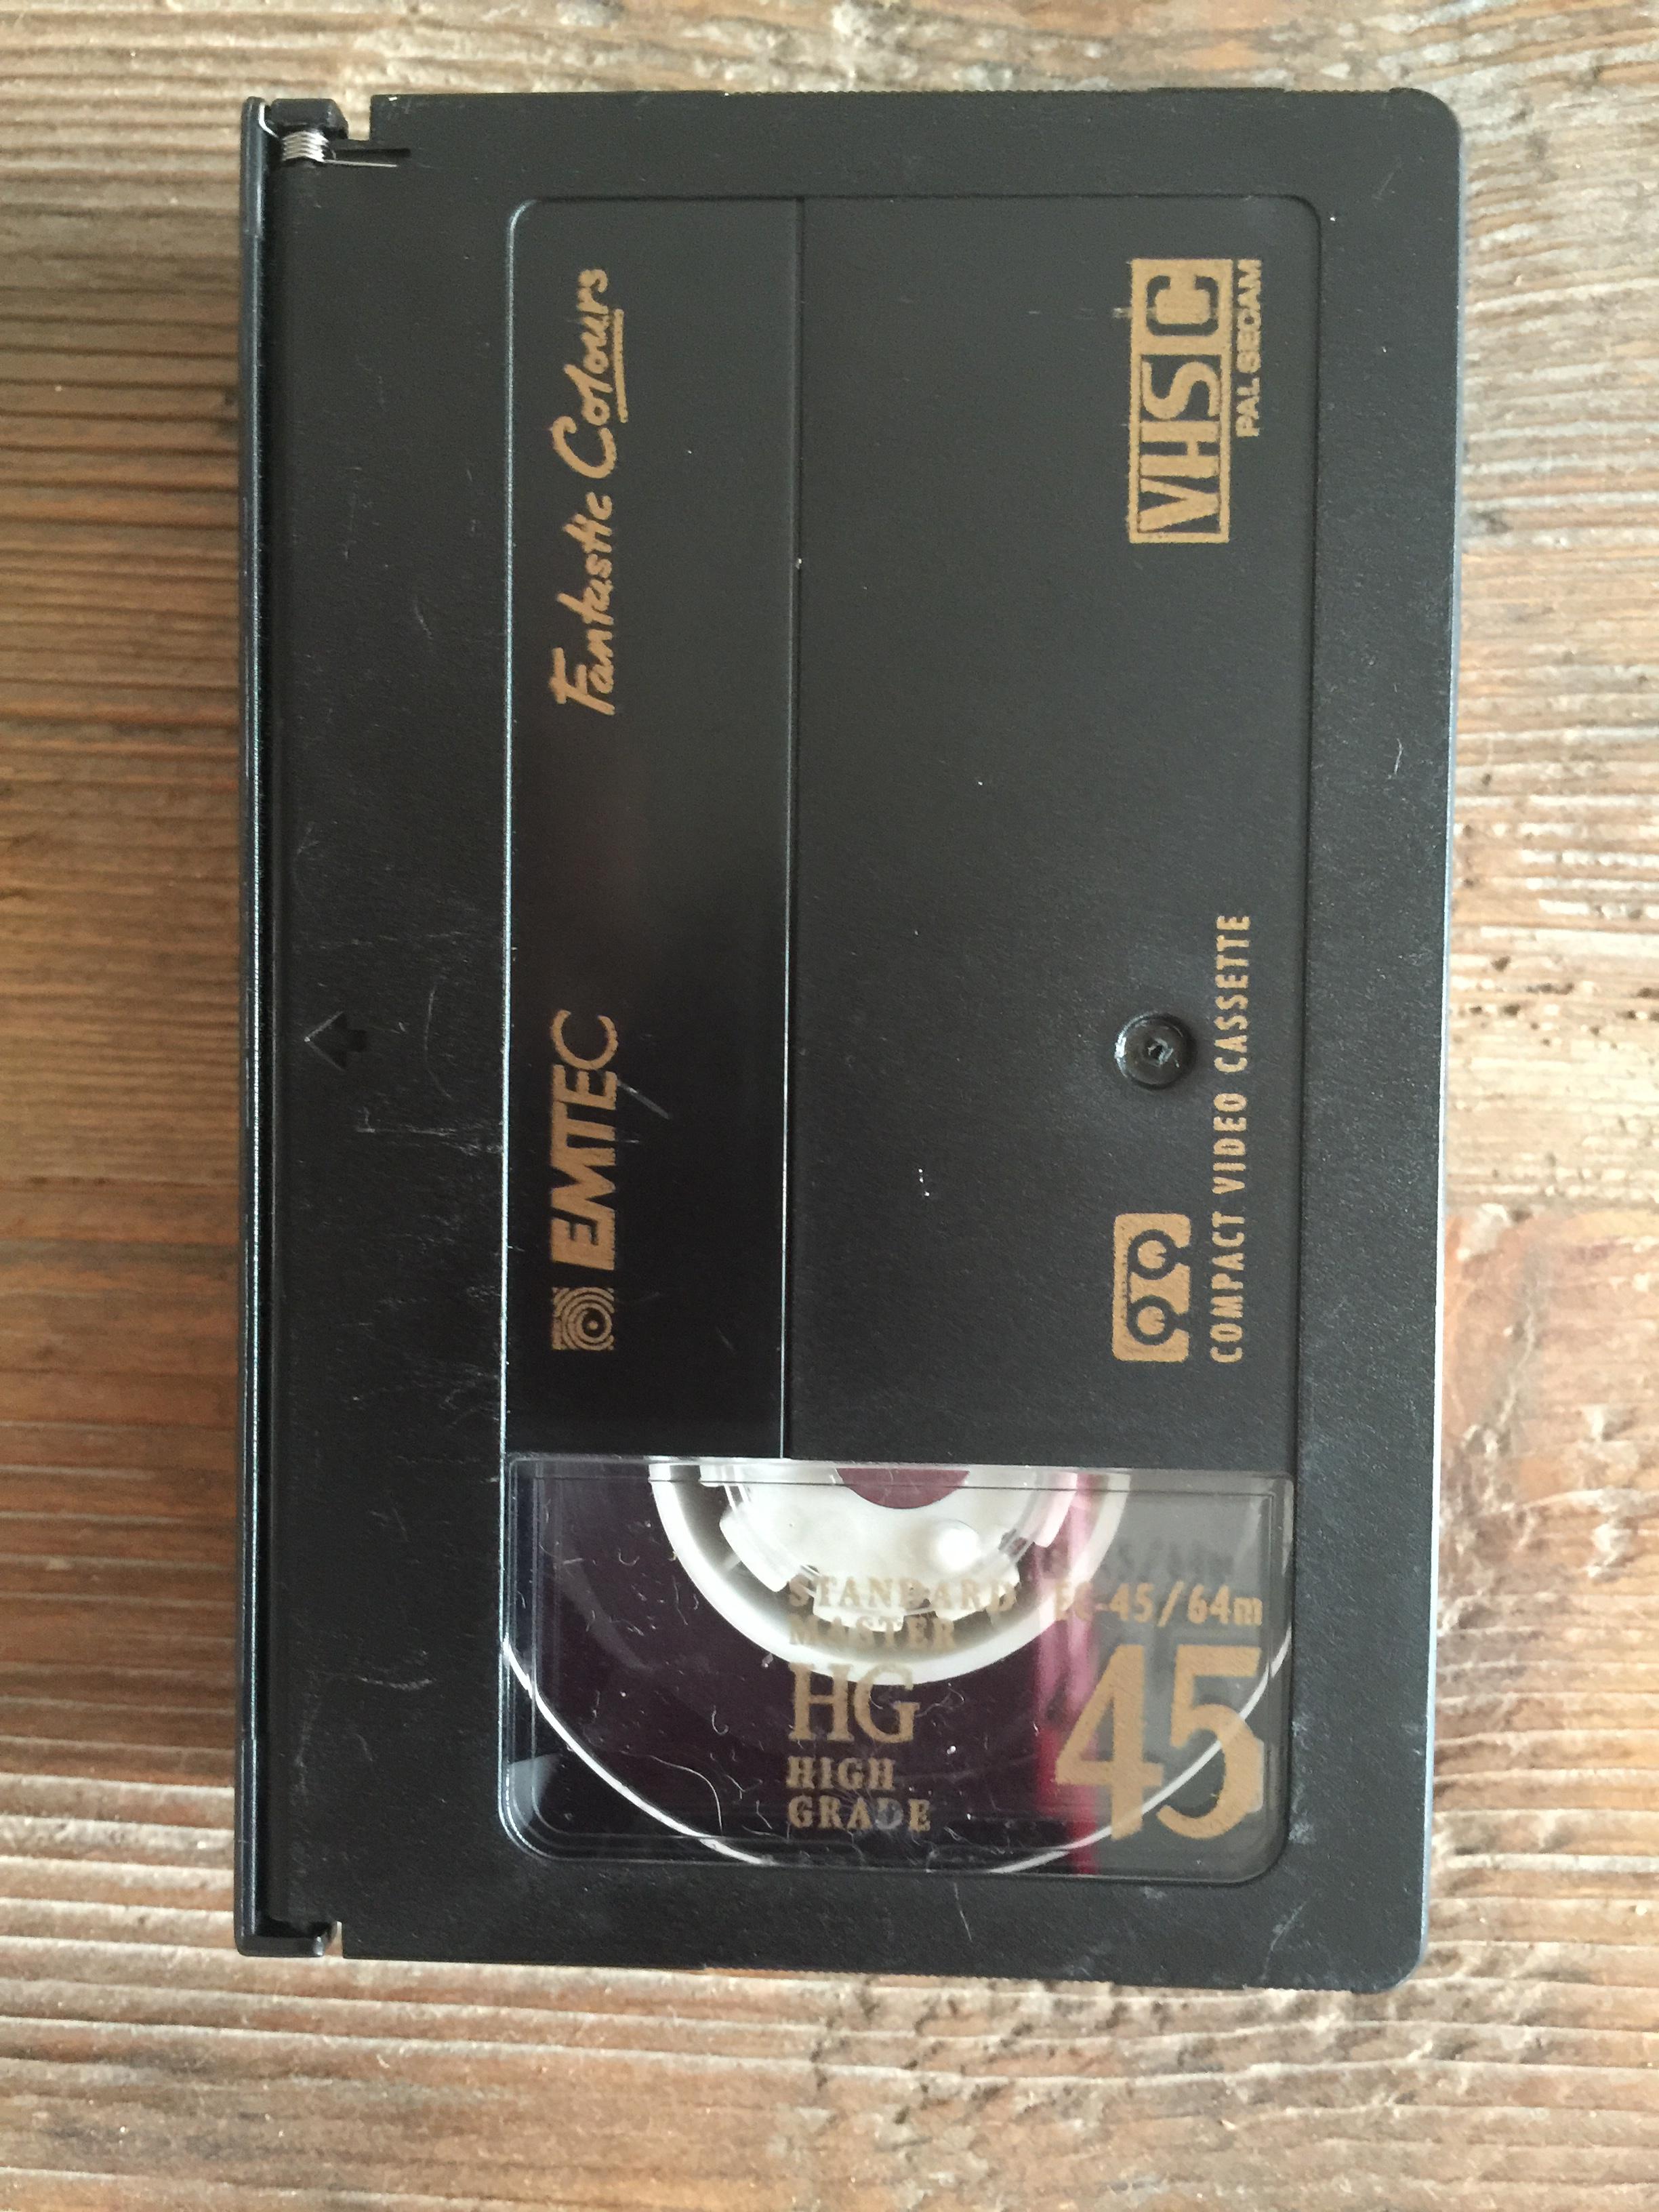 EMTEC
Fantastic Colours
STANDARD
MASTER
HG
HIGH
GRADE
EC-45/64m
45
COMPACT VIDEO CASSETTE
VHS C
PAL SECAM